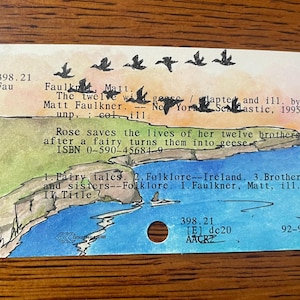 398.21
Fau
Faulkner, Matt.
The twelve geese / adapted and ill. by
Matt Faulkner. -- New York: Scholastic, 1993
unp. : col. ill.
Rose saves the lives of her twelve brothers
after a fairy turns them into geese.
ISBN 0-590-45684-9
1. Fairy tales. 2. Folklore--Ireland. 3. Brothers
and sisters--Folklore. I. Faulkner, Matt, ill.
II. Title
398.21
[E] dc20
92-9
AACR2